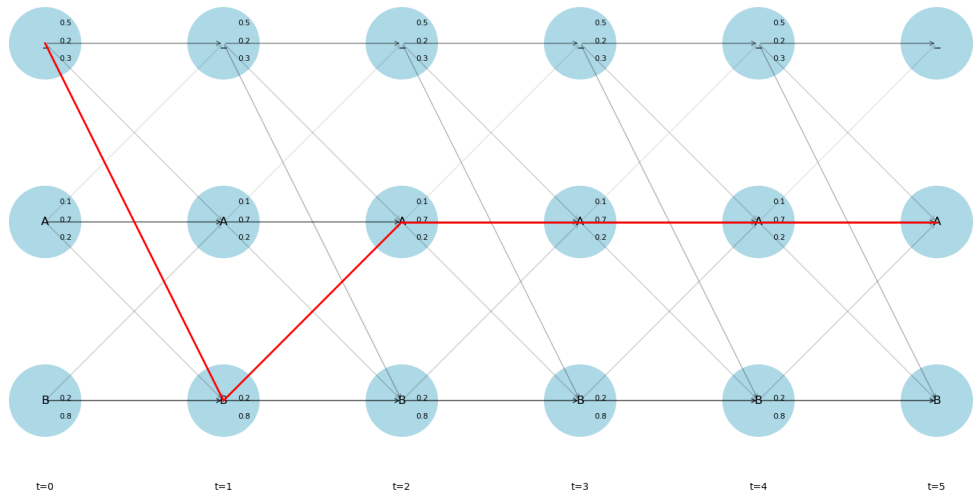 0.5 0.5 0.5 0.5 0.5
_ 0.2 _ 0.2 _ 0.2 _ 0.2 _ 0.2 _
0.3 0.3 0.3 0.3 0.3
0.1 0.1 0.1 0.1 0.1
A 0.7 A 0.7 A 0.7 A 0.7 A 0.7 A
0.2 0.2 0.2 0.2 0.2
B 0.2 B 0.2 B 0.2 B 0.2 B 0.2 B
0.8 0.8 0.8 0.8 0.8
t=0 t=1 t=2 t=3 t=4 t=5